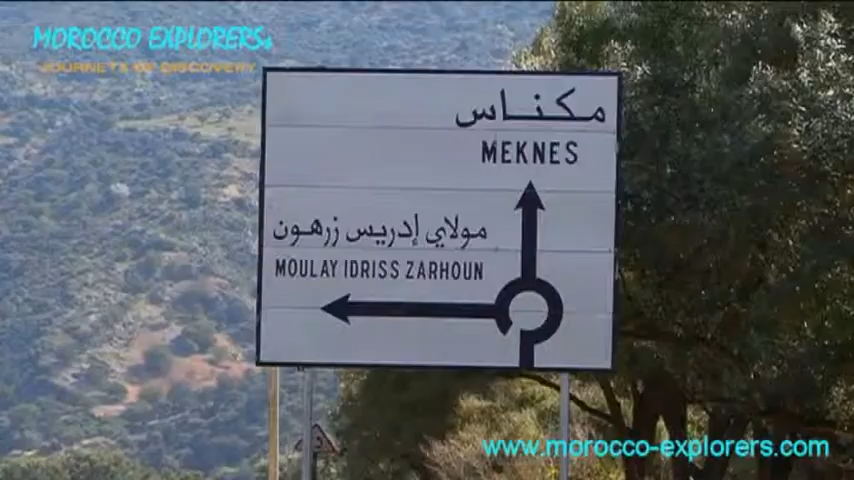 MOROCCO EXPLORERS.
JOURNEYS OF DISCOVERY
مكناس
MEKNES
مولاي إدريس زرهون
MOULAY IDRISS ZARHOUN
www.morocco-explorers.com